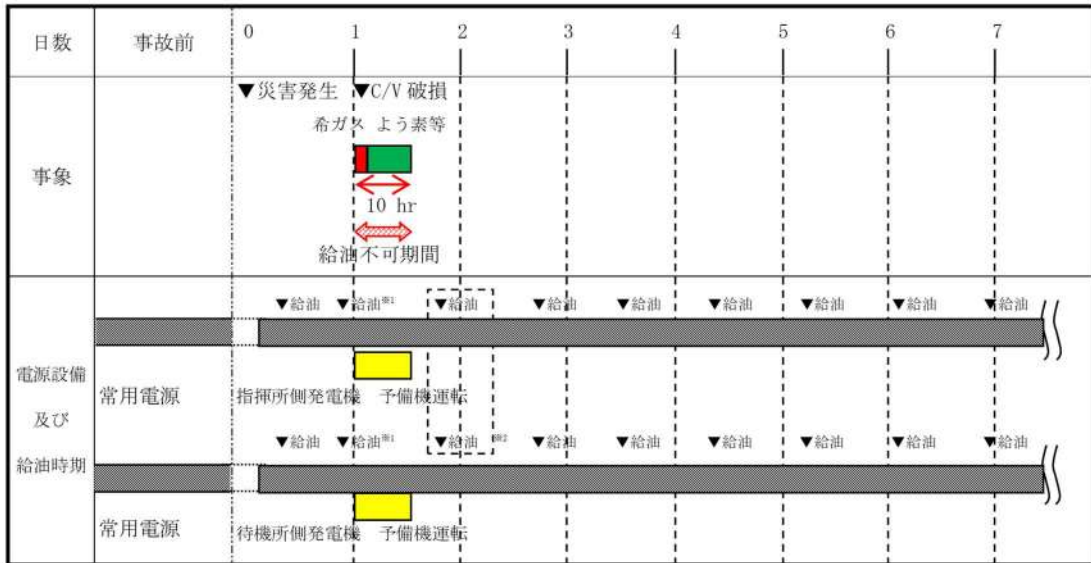 日数 事故前 0 1 2 3 4 5 6 7
▼災害発生 ▼C/V 破損
希ガス よう素等
事象
10 hr
給油不可期間
▼給油 ▼給油※1 ▼給油 ▼給油 ▼給油 ▼給油 ▼給油 ▼給油 ▼給油
電源設備
及び
給油時期
常用電源 指揮所側発電機 予備機運転
▼給油 ▼給油※1 ▼給油 ※2 ▼給油 ▼給油 ▼給油 ▼給油 ▼給油 ▼給油
常用電源 待機所側発電機 予備機運転